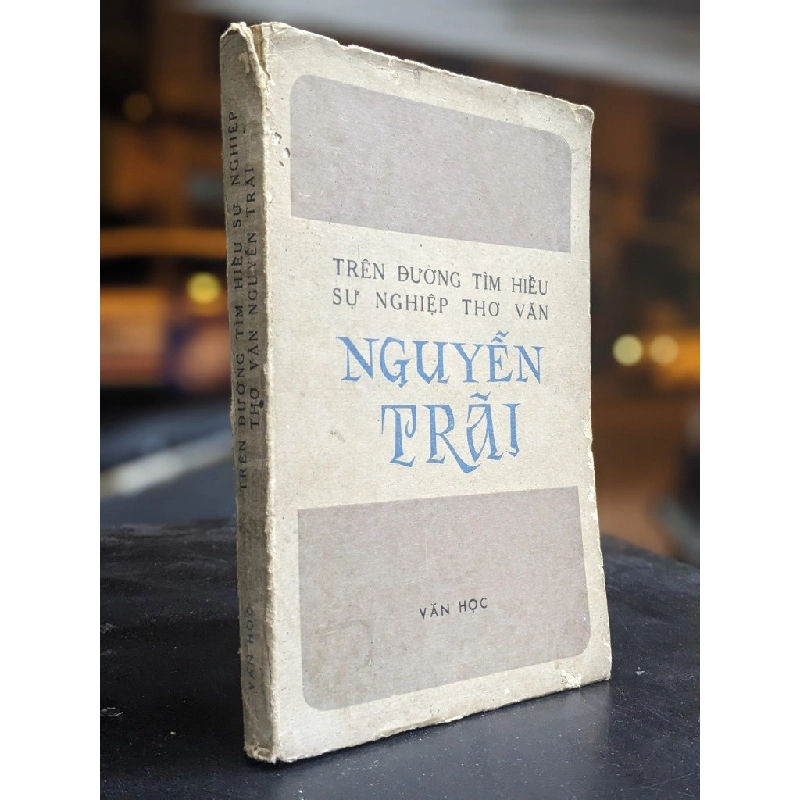 TRÊN ĐƯỜNG TÌM HIỂU
SỰ NGHIỆP THƠ VĂN
NGUYỄN
TRÃI
VĂN HỌC
TRÊN ĐƯỜNG TÌM HIỂU SỰ NGHIỆP
THƠ VĂN NGUYỄN TRÃI
VĂN HỌC